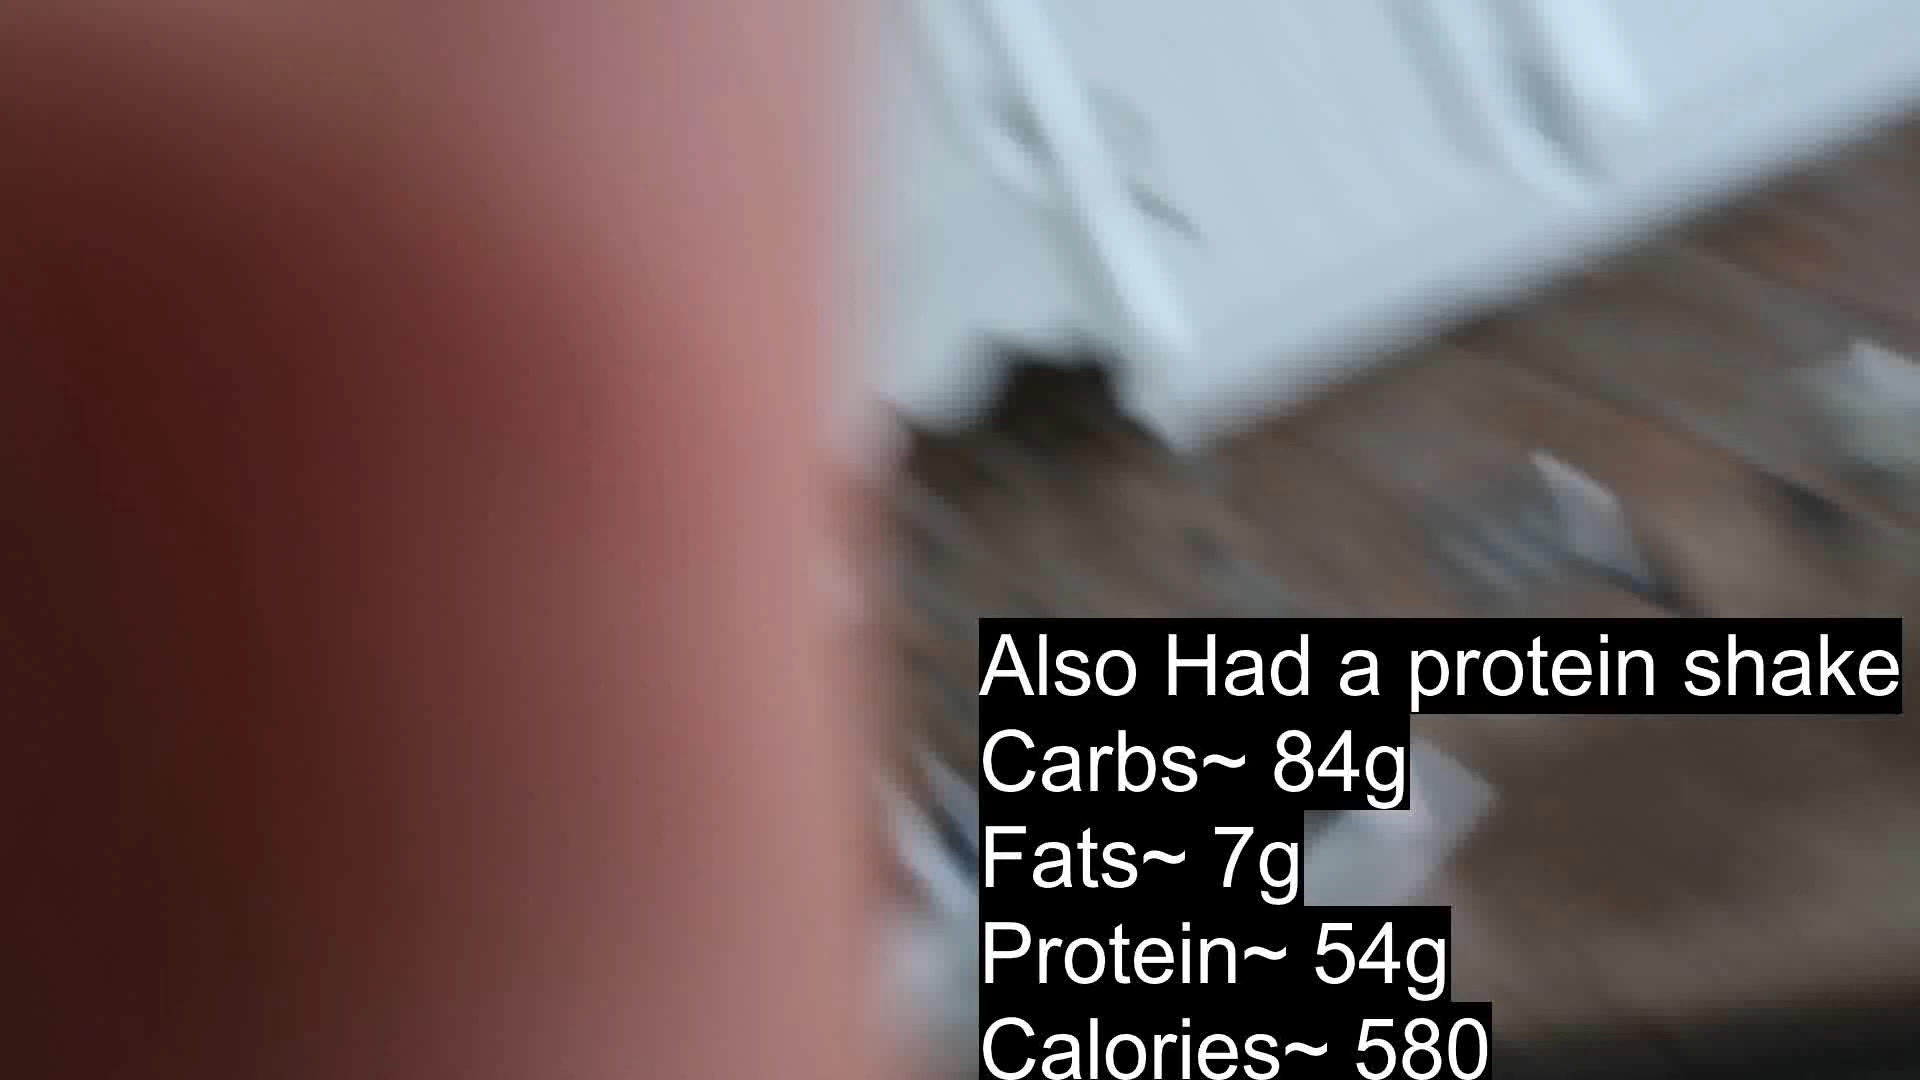 Also Had a protein shake
Carbs~ 84g
Fats~ 7g
Protein~ 54g
Calories~ 580